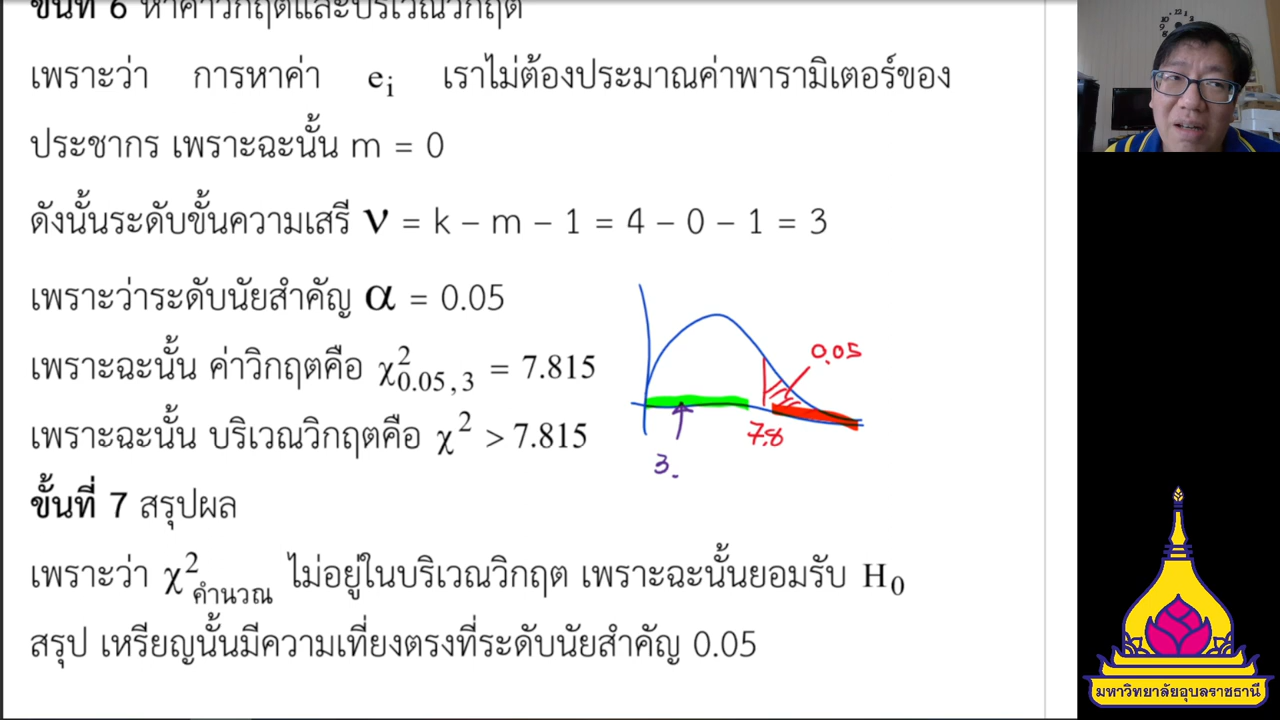 ขั้นที่ 6 หาค่าวิกฤตและบริเวณวิกฤต
เพราะว่า การหาค่า eᵢ เราไม่ต้องประมาณค่าพารามิเตอร์ของ
ประชากร เพราะฉะนั้น m = 0
ดังนั้นระดับขั้นความเสรี ν = k – m – 1 = 4 – 0 – 1 = 3
เพราะว่าระดับนัยสำคัญ α = 0.05
เพราะฉะนั้น ค่าวิกฤตคือ χ²₀.₀₅,₃ = 7.815
เพราะฉะนั้น บริเวณวิกฤตคือ χ² > 7.815
0.05
7.8
3.
ขั้นที่ 7 สรุปผล
เพราะว่า χ²คำนวณ ไม่อยู่ในบริเวณวิกฤต เพราะฉะนั้นยอมรับ H₀
สรุป เหรียญนั้นมีความเที่ยงตรงที่ระดับนัยสำคัญ 0.05
มหาวิทยาลัยอุบลราชธานี